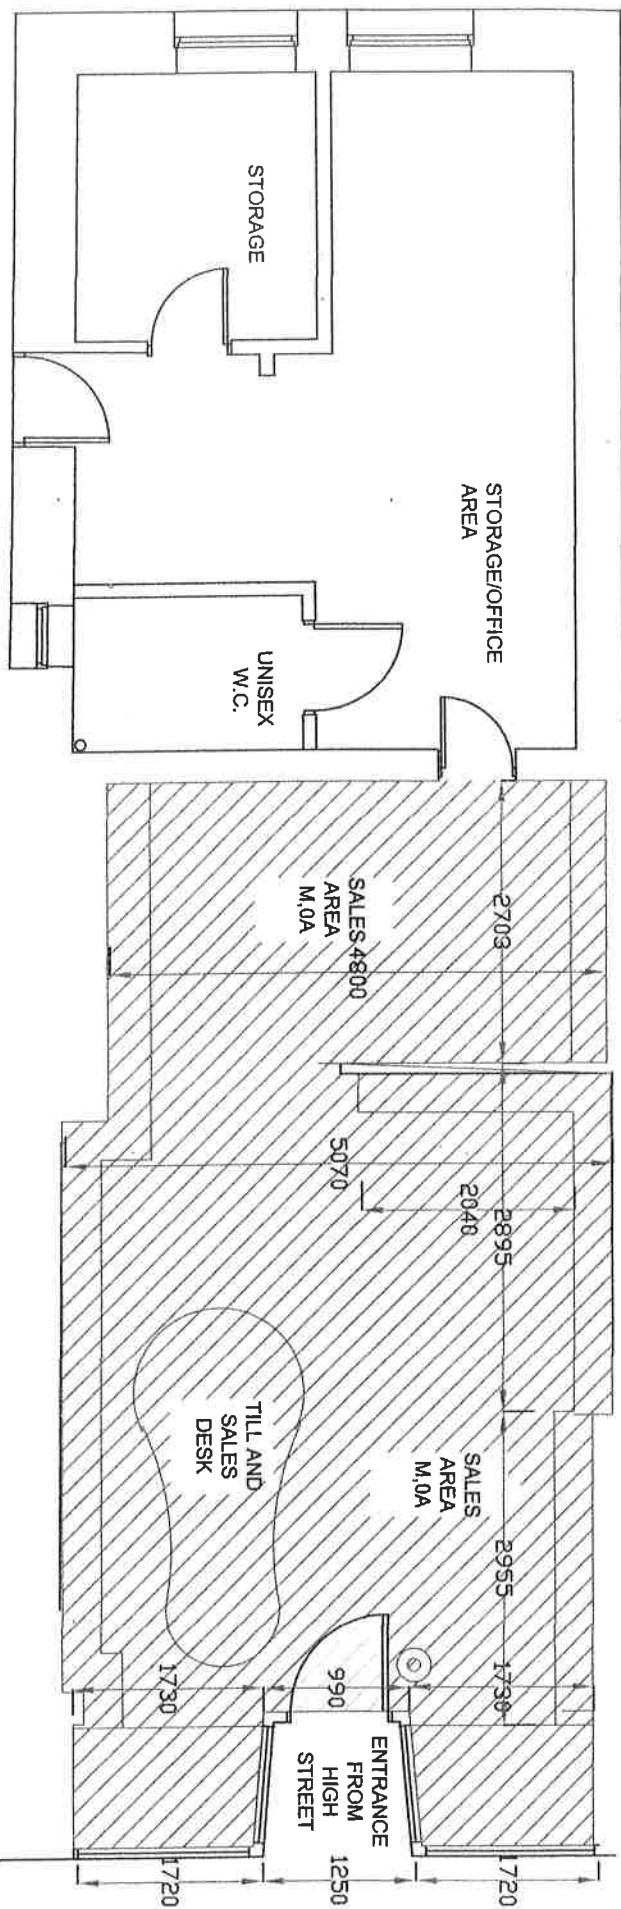 STORAGE
STORAGE/OFFICE
AREA
UNISEX
W.C.
2703
SALES 4800
AREA
M,0A
5070
2040
2895
TILL AND
SALES
DESK
SALES
AREA
M,0A
2955
1730
990
1730
ENTRANCE
FROM
HIGH
STREET
1720
1250
1720